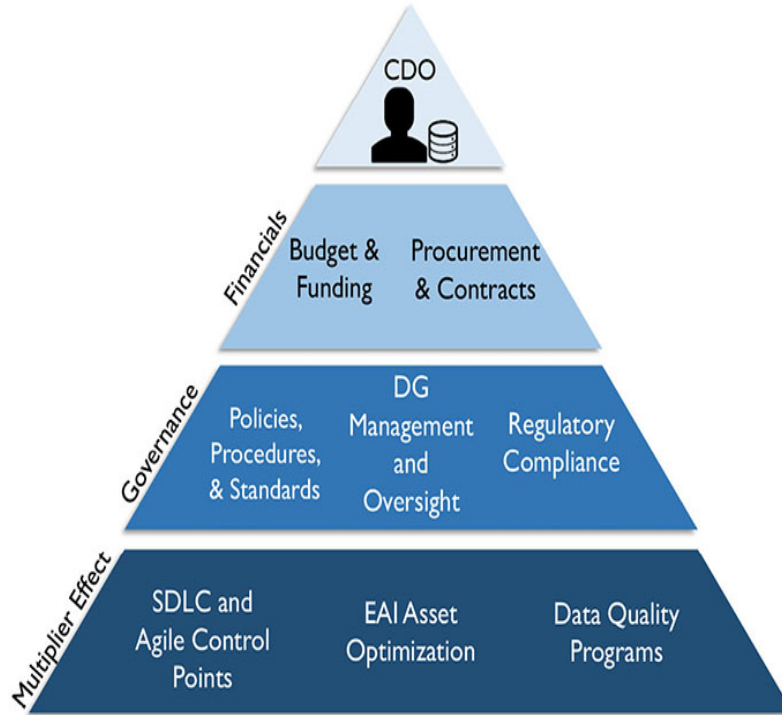 CDO
Financials
Budget &
Funding
Procurement
& Contracts
Governance
Policies,
Procedures,
& Standards
DG
Management
and
Oversight
Regulatory
Compliance
Multiplier Effect
SDLC and
Agile Control
Points
EAI Asset
Optimization
Data Quality
Programs